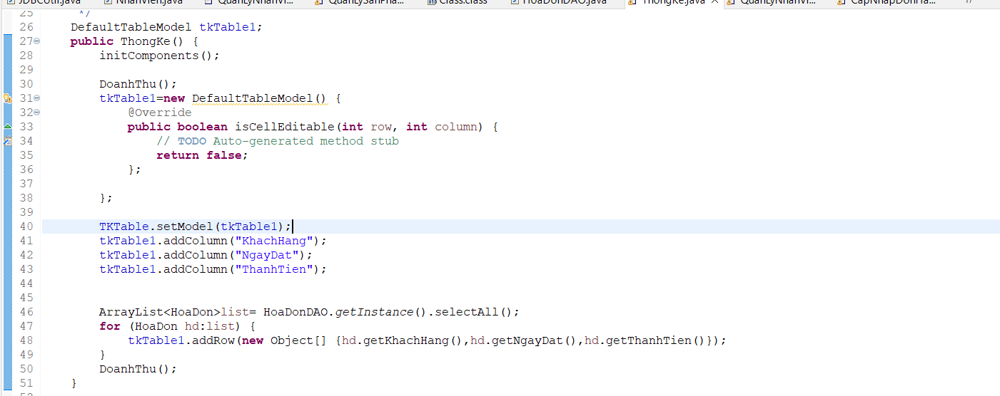 JDBCUtil.java NhanVien.java QuanLyNhanVi... QuanLySanPha... Class.class HoaDonDAO.java ThongKe.java QuanLyNhanVi... CapNhapDonHa...
25 */
26 DefaultTableModel tkTable1;
27 public ThongKe() {
28 initComponents();
29
30 DoanhThu();
31 tkTable1=new DefaultTableModel() {
32 @Override
33 public boolean isCellEditable(int row, int column) {
34 // TODO Auto-generated method stub
35 return false;
36 };
37
38 };
39
40 TKTable.setModel(tkTable1);
41 tkTable1.addColumn("KhachHang");
42 tkTable1.addColumn("NgayDat");
43 tkTable1.addColumn("ThanhTien");
44
45
46 ArrayList<HoaDon>list= HoaDonDAO.getInstance().selectAll();
47 for (HoaDon hd:list) {
48 tkTable1.addRow(new Object[] {hd.getKhachHang(),hd.getNgayDat(),hd.getThanhTien()});
49 }
50 DoanhThu();
51 }